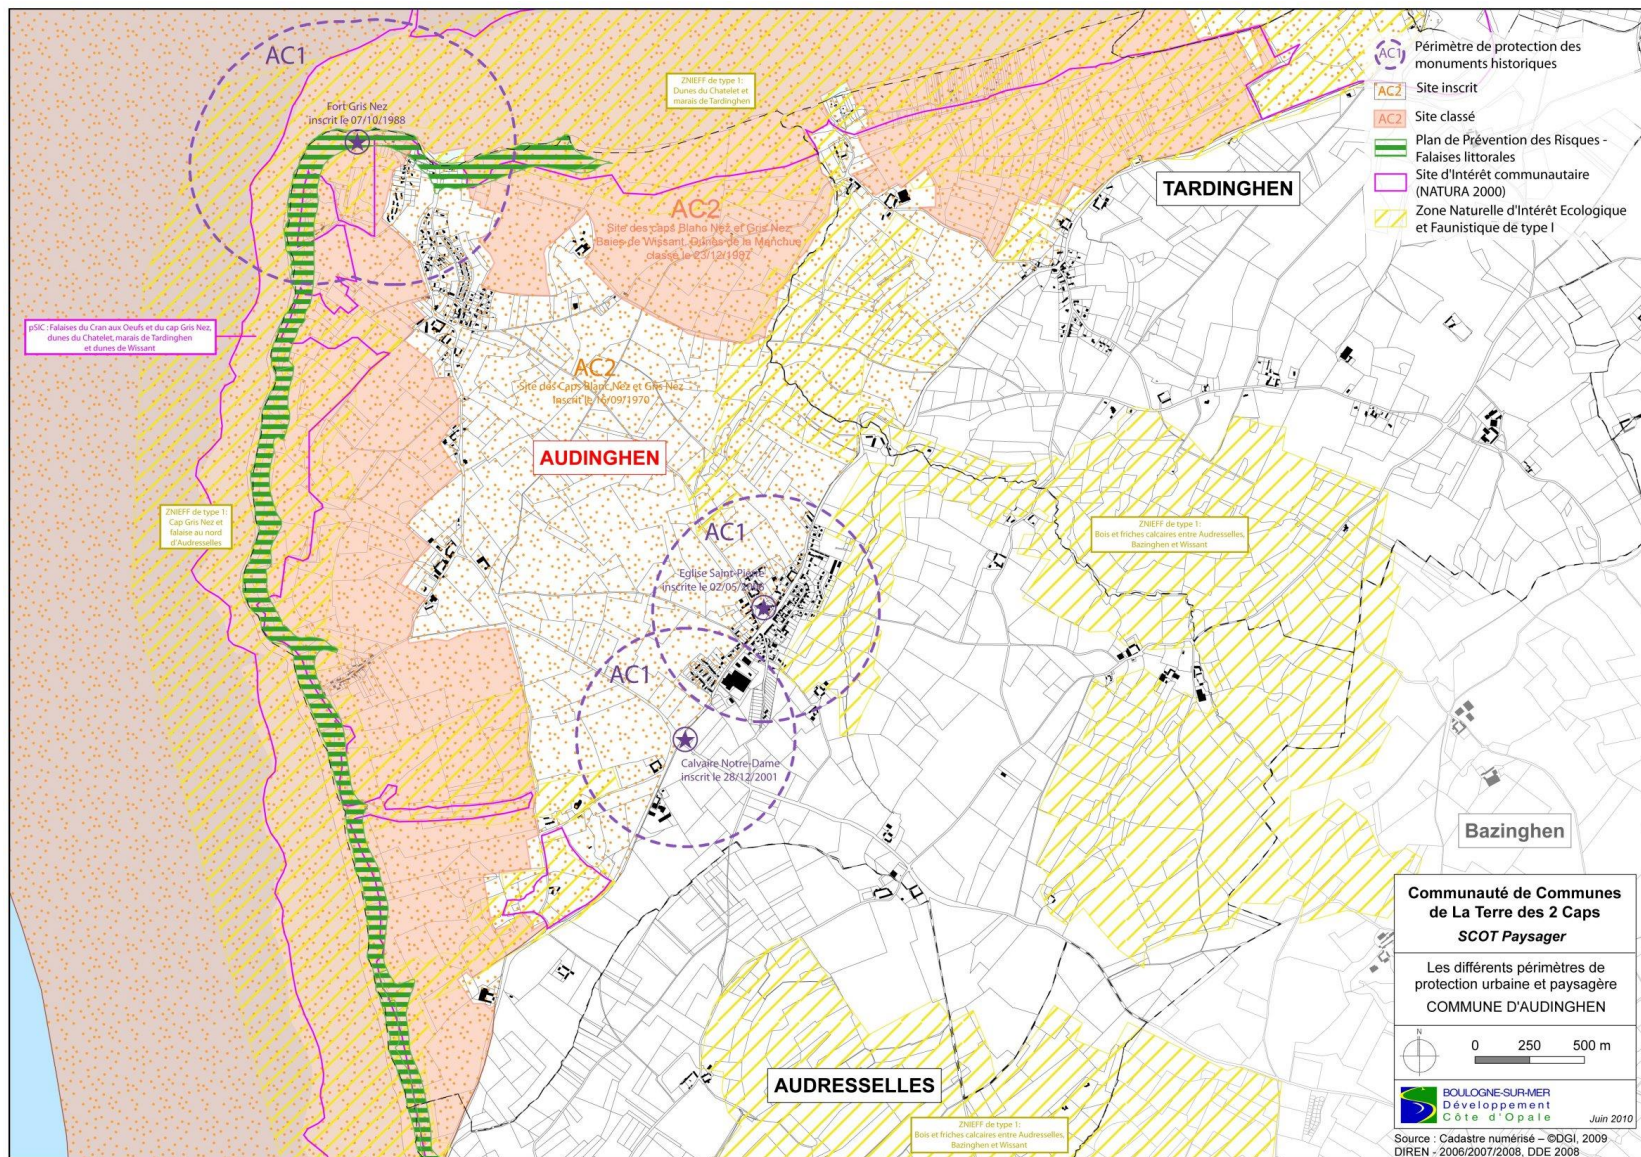 AC1
Fort Gris Nez
inscrit le 07/10/1988
ZNIEFF de type 1:
Dunes du Chatelet et
marais de Tardinghen
AC1
Périmètre de protection des
monuments historiques
AC2
Site inscrit
AC2
Site classé
Plan de Prévention des Risques -
Falaises littorales
Site d'Intérêt communautaire
(NATURA 2000)
Zone Naturelle d'Intérêt Ecologique
et Faunistique de type I
TARDINGHEN
AC2
Site des caps Blanc Nez et Gris Nez,
Baies de Wissant, Dunes de la Manchue
classé le 23/12/1987
pSIC : Falaises du Cran aux Oeufs et du cap Gris Nez,
dunes du Chatelet, marais de Tardinghen
et dunes de Wissant
AC2
Site des Caps Blanc Nez et Gris Nez
Inscrit le 16/09/1970
AUDINGHEN
ZNIEFF de type 1:
Cap Gris Nez et
falaise au nord
d'Audresselles
AC1
Eglise Saint-Pierre,
inscrite le 02/05/
ZNIEFF de type 1:
Bois et friches calcaires entre Audresselles,
Bazinghen et Wissant
AC1
Calvaire Notre-Dame
inscrit le 28/12/2001
Bazinghen
AUDRESSELLES
ZNIEFF de type 1:
Bois et friches calcaires entre Audresselles,
Bazinghen et Wissant
Communauté de Communes
de La Terre des 2 Caps
SCOT Paysager
Les différents périmètres de
protection urbaine et paysagère
COMMUNE D'AUDINGHEN
N
0 250 500 m
BOULOGNE-SUR-MER
Développement
Côte d'Opale
Juin 2010
Source : Cadastre numérisé – ©DGI, 2009
DIREN - 2006/2007/2008, DDE 2008